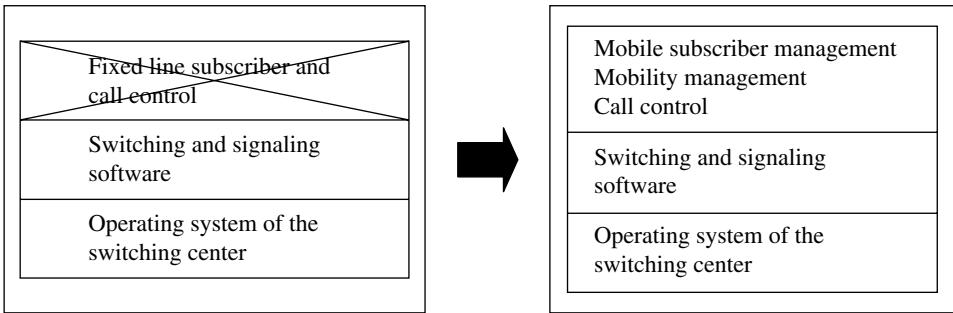 Fixed line subscriber and
call control
Switching and signaling
software
Operating system of the
switching center
Mobile subscriber management
Mobility management
Call control
Switching and signaling
software
Operating system of the
switching center